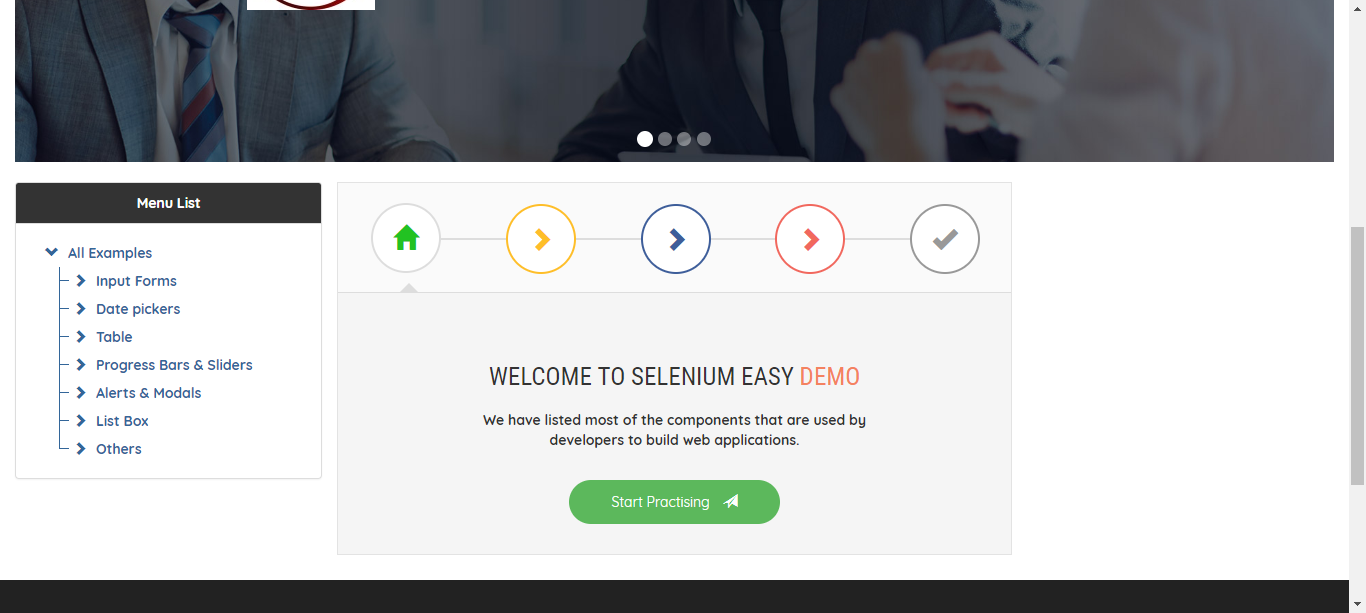 Menu List
All Examples
Input Forms
Date pickers
Table
Progress Bars & Sliders
Alerts & Modals
List Box
Others
WELCOME TO SELENIUM EASY DEMO
We have listed most of the components that are used by
developers to build web applications.
Start Practising